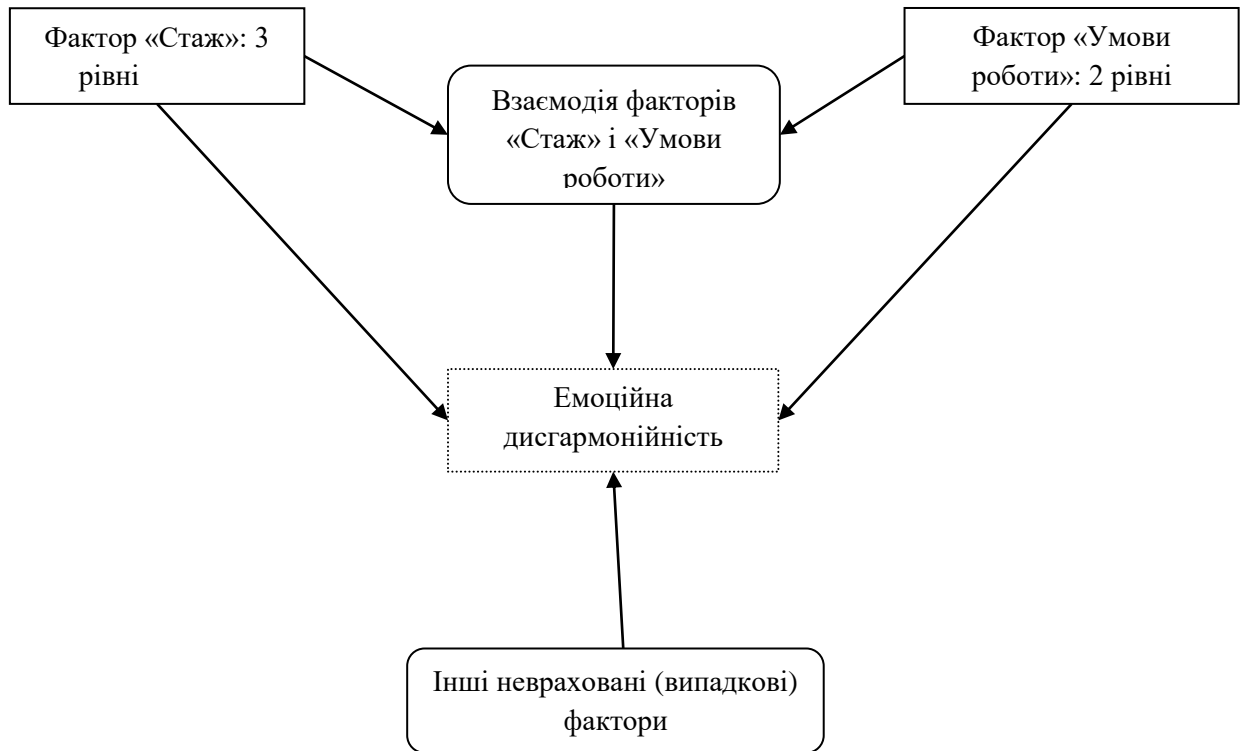 Фактор «Стаж»: 3
рівні
Фактор «Умови
роботи»: 2 рівні
Взаємодія факторів
«Стаж» і «Умови
роботи»
Емоційна
дисгармонійність
Інші невраховані (випадкові)
фактори